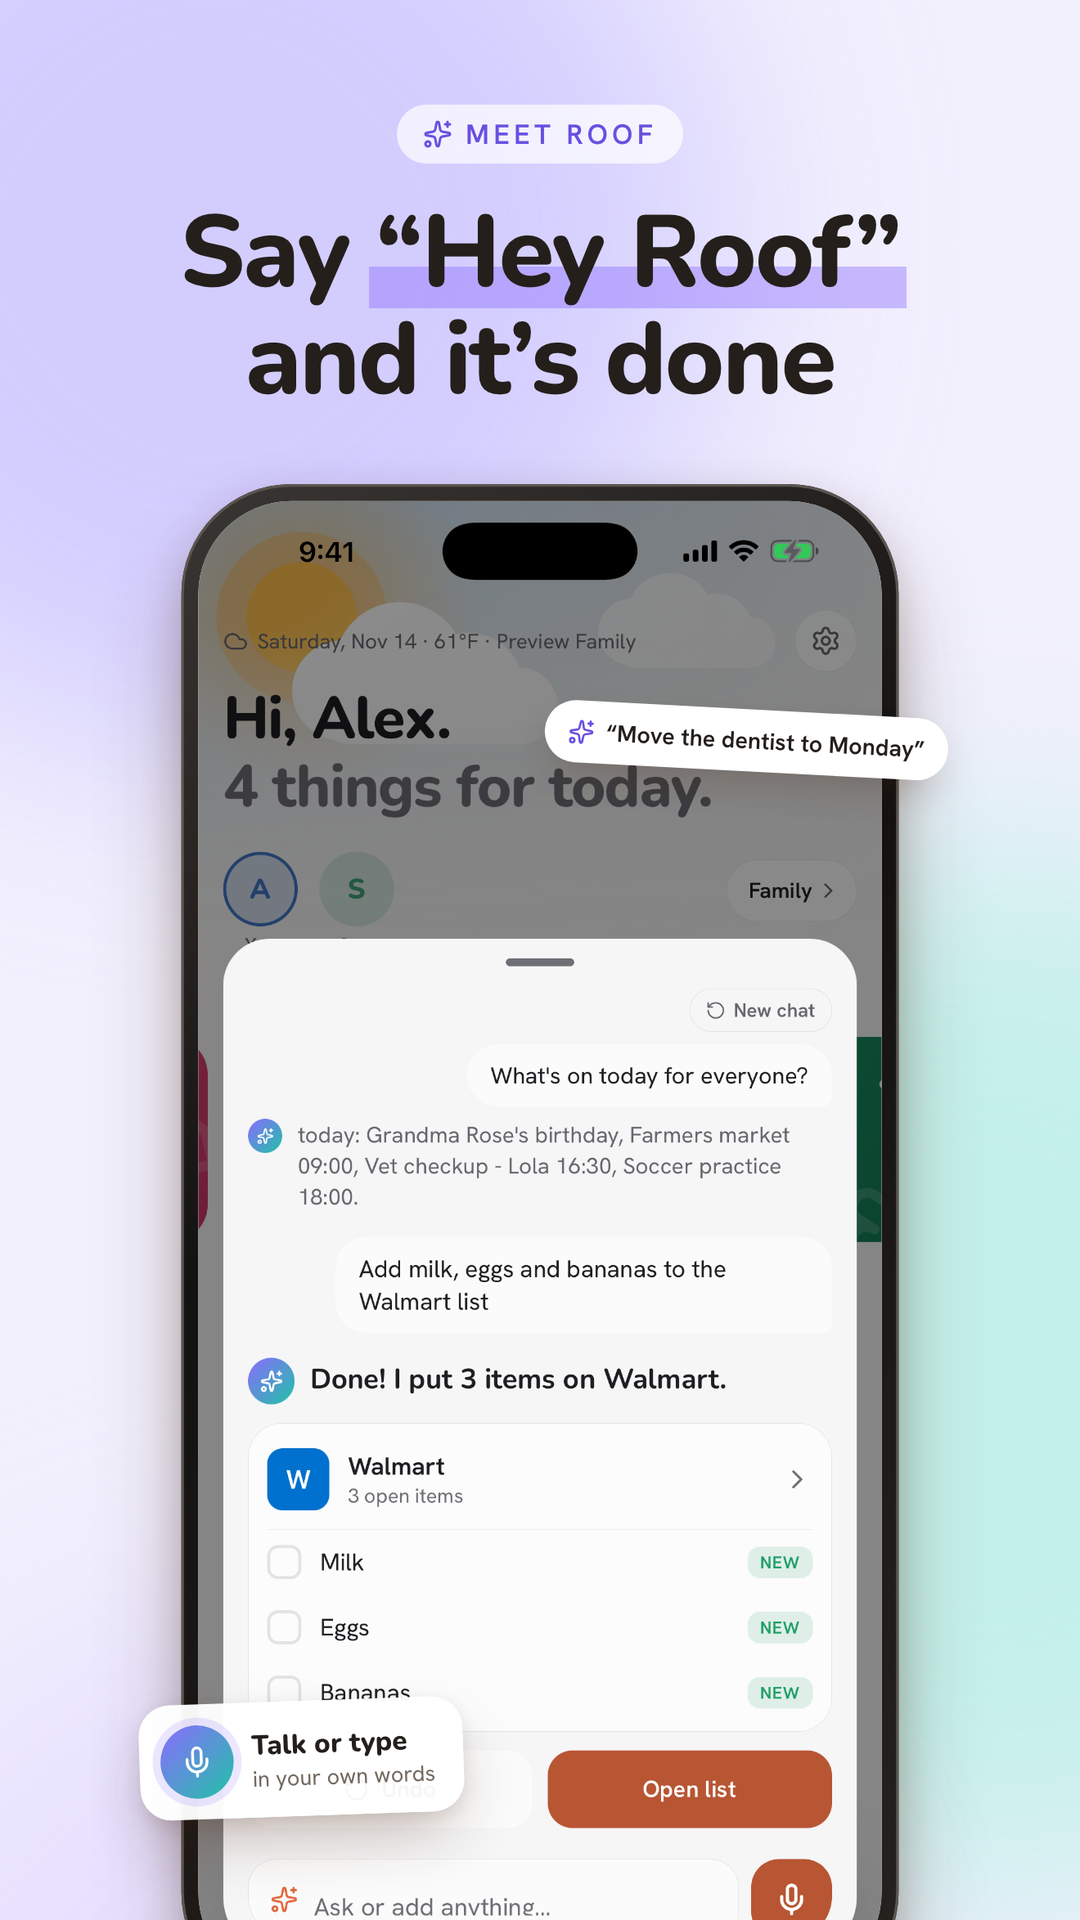 MEET ROOF
Say “Hey Roof”
and it’s done
9:41
Saturday, Nov 14 · 61°F · Preview Family
Hi, Alex.
“Move the dentist to Monday”
4 things for today.
A
S
Family
New chat
What's on today for everyone?
today: Grandma Rose's birthday, Farmers market
09:00, Vet checkup - Lola 16:30, Soccer practice
18:00.
Add milk, eggs and bananas to the
Walmart list
Done! I put 3 items on Walmart.
W
Walmart
3 open items
Milk
NEW
Eggs
NEW
Bananas
NEW
Talk or type
in your own words
Undo
Open list
Ask or add anything...